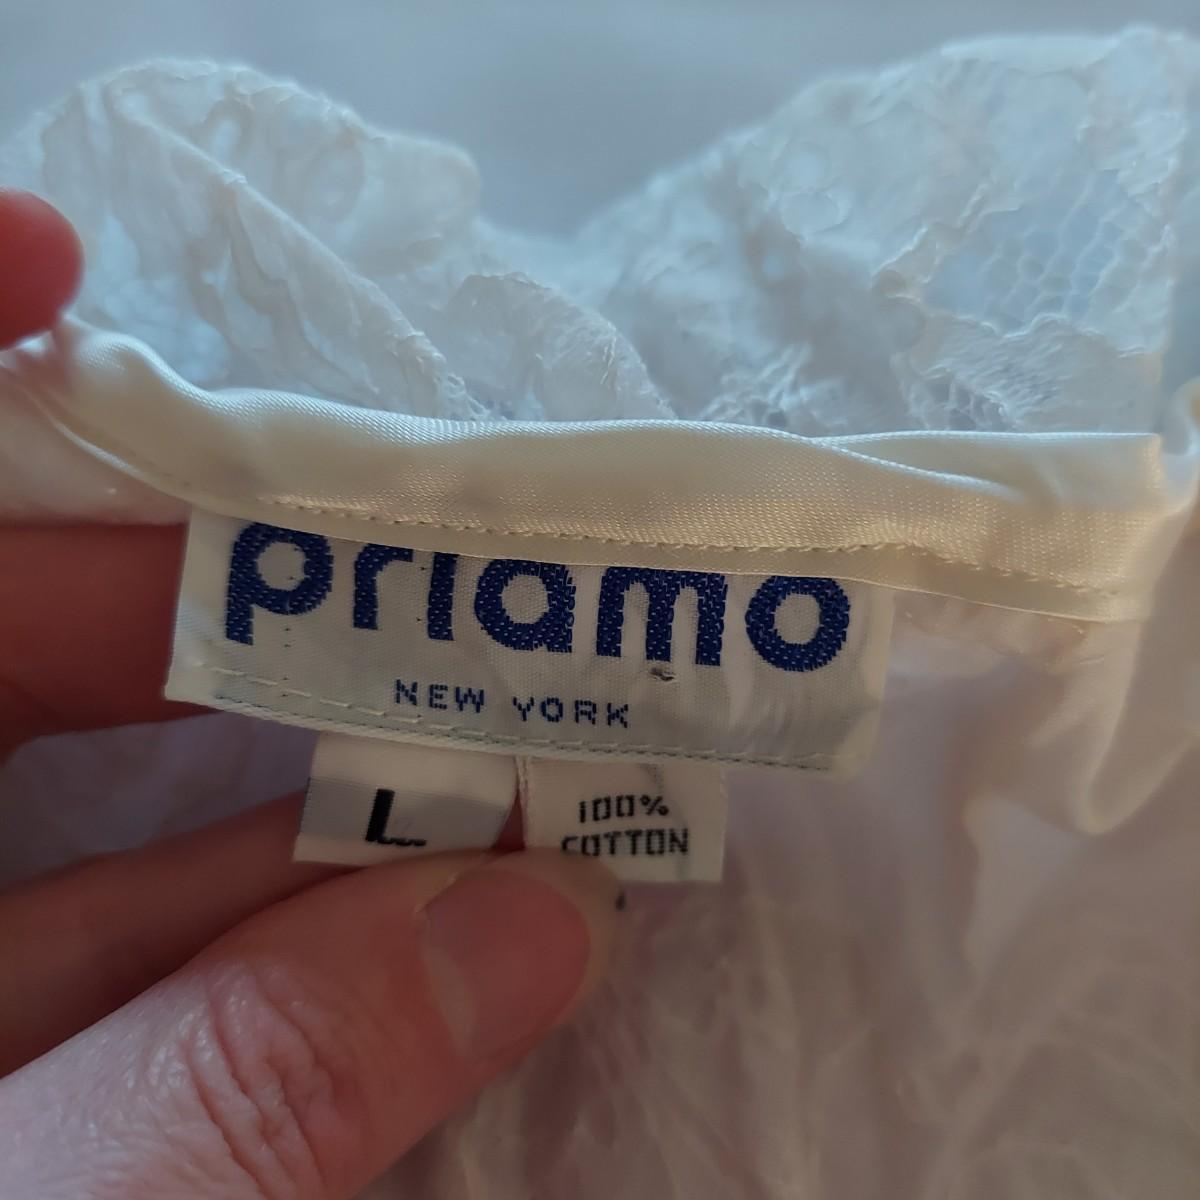 priamo
NEW YORK
L
100%
COTTON